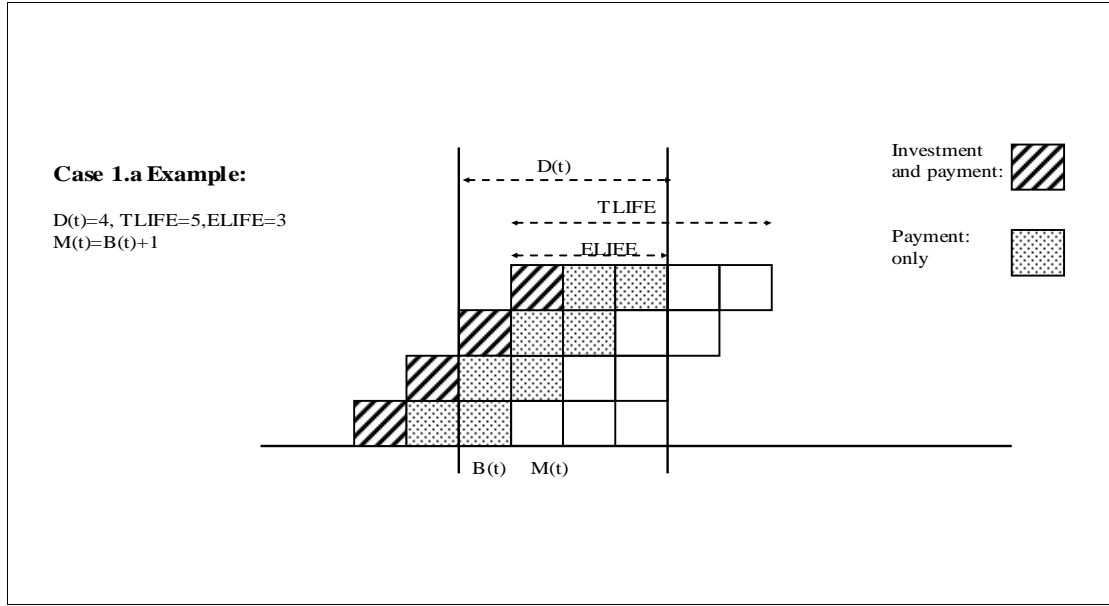 Case 1.a Example:
D(t)=4, TLIFE=5,ELIFE=3
M(t)=B(t)+1
D(t)
TLIFE
ELIFE
B(t)
M(t)
Investment
and payment:
Payment:
only